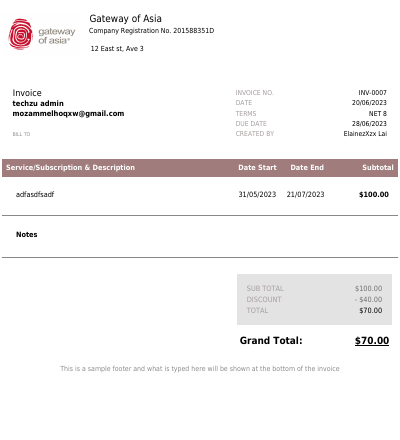 gateway
of asia
Gateway of Asia
Company Registration No. 201588351D
12 East st, Ave 3
Invoice
techzu admin
mozammelhoqxw@gmail.com
BILL TO
INVOICE NO. INV-0007
DATE 20/06/2023
TERMS NET 8
DUE DATE 28/06/2023
CREATED BY ElainezXzx Lai
Service/Subscription & Description Date Start Date End Subtotal
adfasdfsadf 31/05/2023 21/07/2023 $100.00
Notes
SUB TOTAL $100.00
DISCOUNT - $40.00
TOTAL $70.00
Grand Total: $70.00
This is a sample footer and what is typed here will be shown at the bottom of the invoice